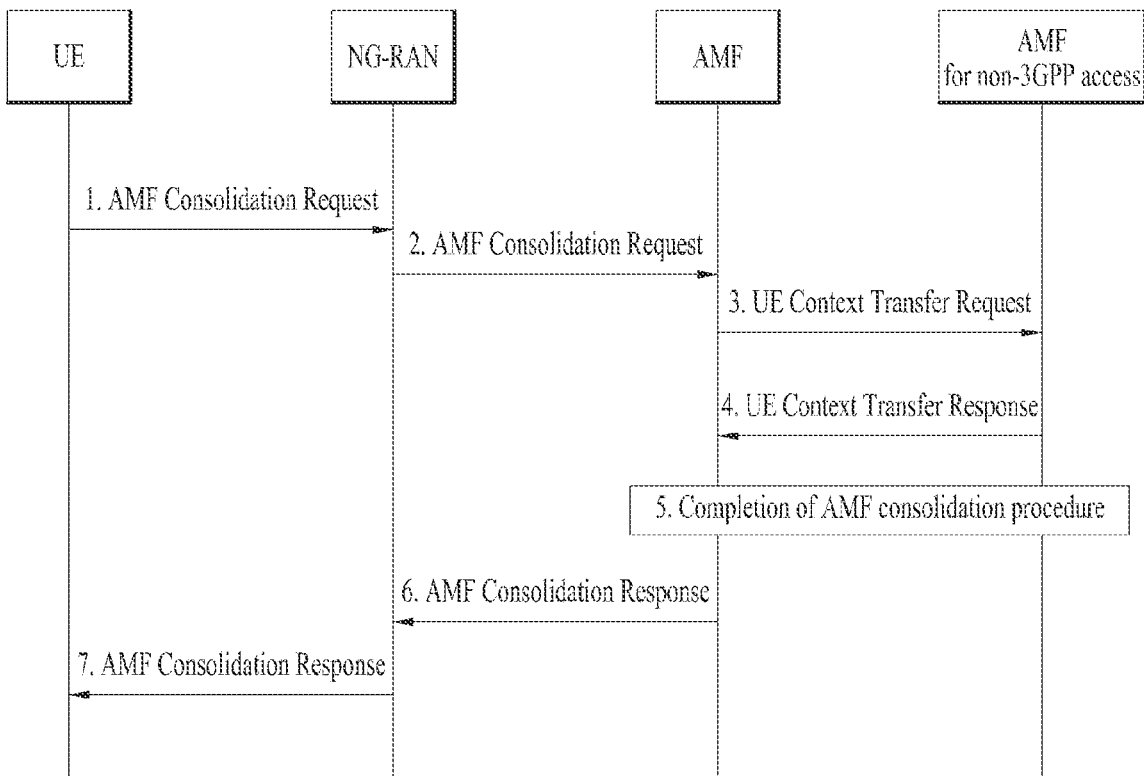 UE
NG-RAN
AMF
AMF
for non-3GPP access
1. AMF Consolidation Request
2. AMF Consolidation Request
3. UE Context Transfer Request
4. UE Context Transfer Response
5. Completion of AMF consolidation procedure
6. AMF Consolidation Response
7. AMF Consolidation Response